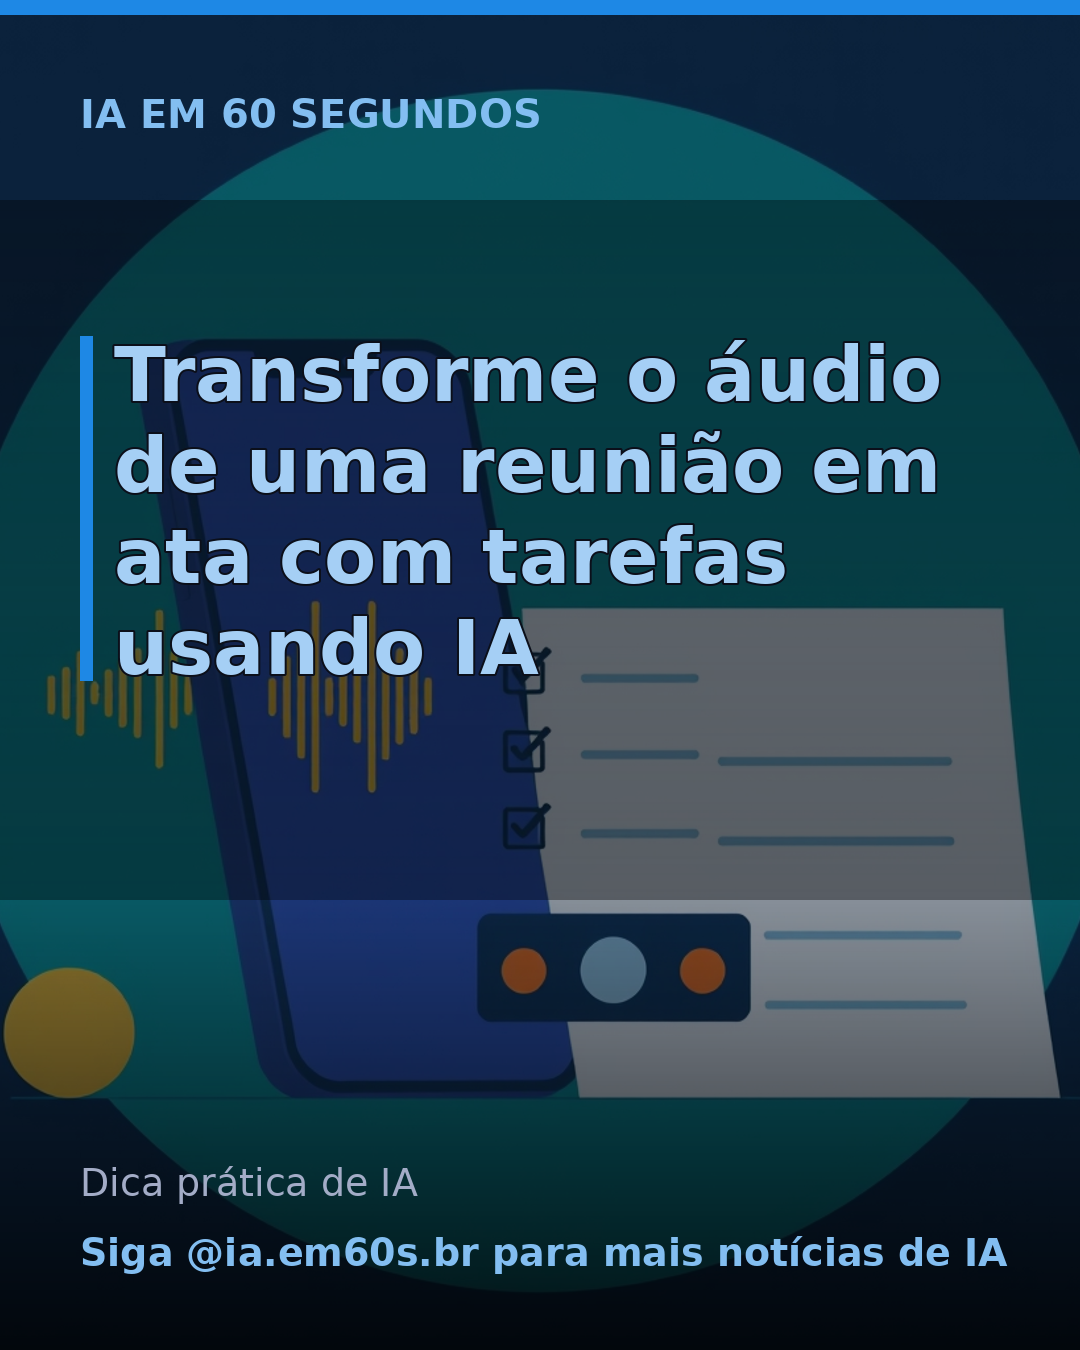 IA EM 60 SEGUNDOS
Transforme o áudio
de uma reunião em
ata com tarefas
usando IA
Dica prática de IA
Siga @ia.em60s.br para mais notícias de IA